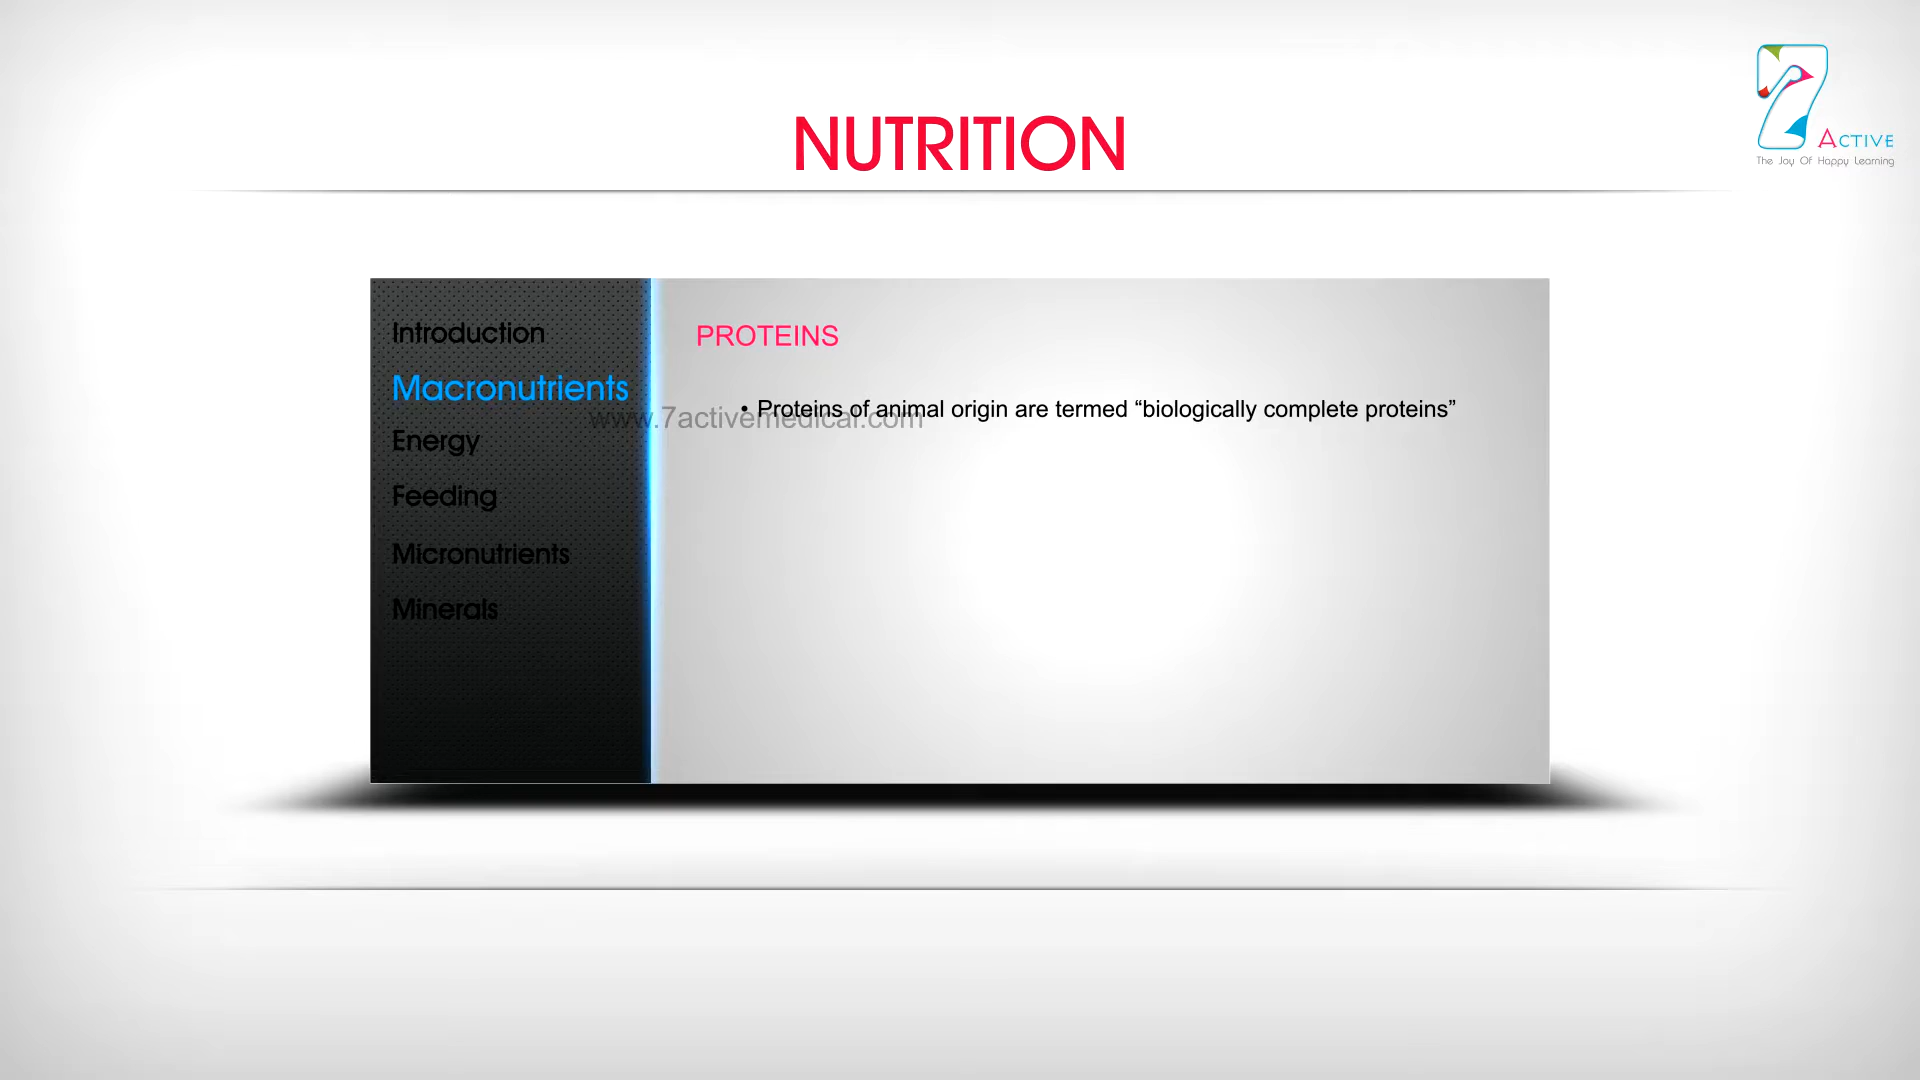 NUTRITION
7 ACTIVE
The Joy Of Happy Learning
Introduction
Macronutrients
Energy
Feeding
Micronutrients
Minerals
PROTEINS
• Proteins of animal origin are termed “biologically complete proteins”
www.7activemedical.com